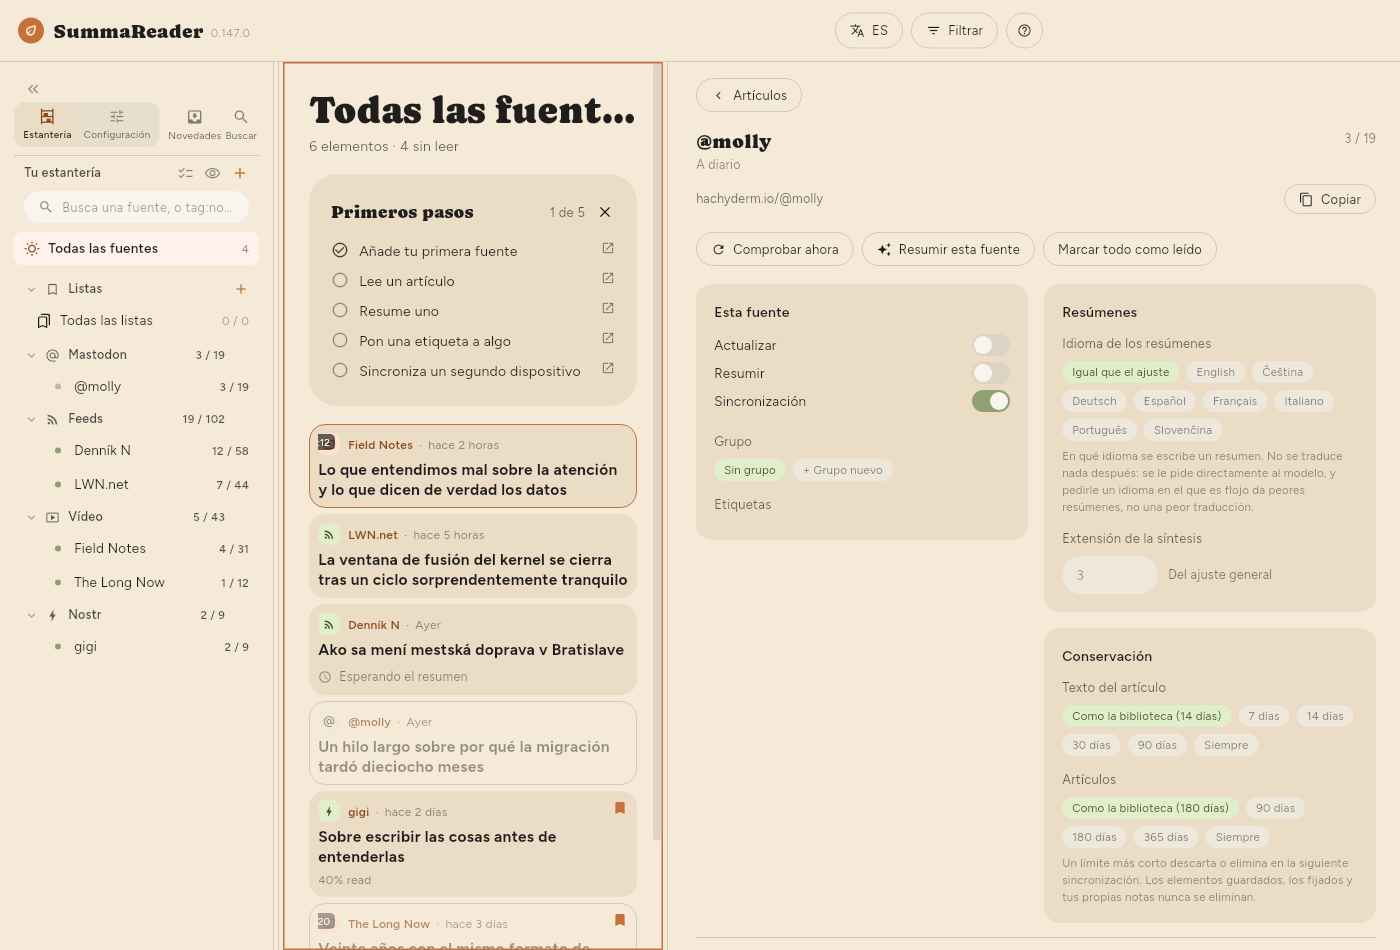 SummaReader 0.147.0
ES
Filtrar
Estantería
Configuración
Novedades
Buscar
Tu estantería
Busca una fuente, o tag:no...
Todas las fuentes 4
Listas
Todas las listas 0 / 0
Mastodon 3 / 19
@molly 3 / 19
Feeds 19 / 102
Denník N 12 / 58
LWN.net 7 / 44
Vídeo 5 / 43
Field Notes 4 / 31
The Long Now 1 / 12
Nostr 2 / 9
gigi 2 / 9
Todas las fuent...
6 elementos · 4 sin leer
Primeros pasos 1 de 5
Añade tu primera fuente
Lee un artículo
Resume uno
Pon una etiqueta a algo
Sincroniza un segundo dispositivo
:12 Field Notes · hace 2 horas
Lo que entendimos mal sobre la atención
y lo que dicen de verdad los datos
LWN.net · hace 5 horas
La ventana de fusión del kernel se cierra
tras un ciclo sorprendentemente tranquilo
Denník N · Ayer
Ako sa mení mestská doprava v Bratislave
Esperando el resumen
@molly · Ayer
Un hilo largo sobre por qué la migración
tardó dieciocho meses
gigi · hace 2 días
Sobre escribir las cosas antes de
entenderlas
40% read
20 The Long Now · hace 3 días
Veinte años con el mismo formato de
Artículos
@molly 3 / 19
A diario
hachyderm.io/@molly
Copiar
Comprobar ahora
Resumir esta fuente
Marcar todo como leído
Esta fuente
Actualizar
Resumir
Sincronización
Grupo
Sin grupo
+ Grupo nuevo
Etiquetas
Resúmenes
Idioma de los resúmenes
Igual que el ajuste English Čeština
Deutsch Español Français Italiano
Português Slovenčina
En qué idioma se escribe un resumen. No se traduce
nada después: se le pide directamente al modelo, y
pedirle un idioma en el que es flojo da peores
resúmenes, no una peor traducción.
Extensión de la síntesis
3 Del ajuste general
Conservación
Texto del artículo
Como la biblioteca (14 días) 7 días 14 días
30 días 90 días Siempre
Artículos
Como la biblioteca (180 días) 90 días
180 días 365 días Siempre
Un límite más corto descarta o elimina en la siguiente
sincronización. Los elementos guardados, los fijados y
tus propias notas nunca se eliminan.